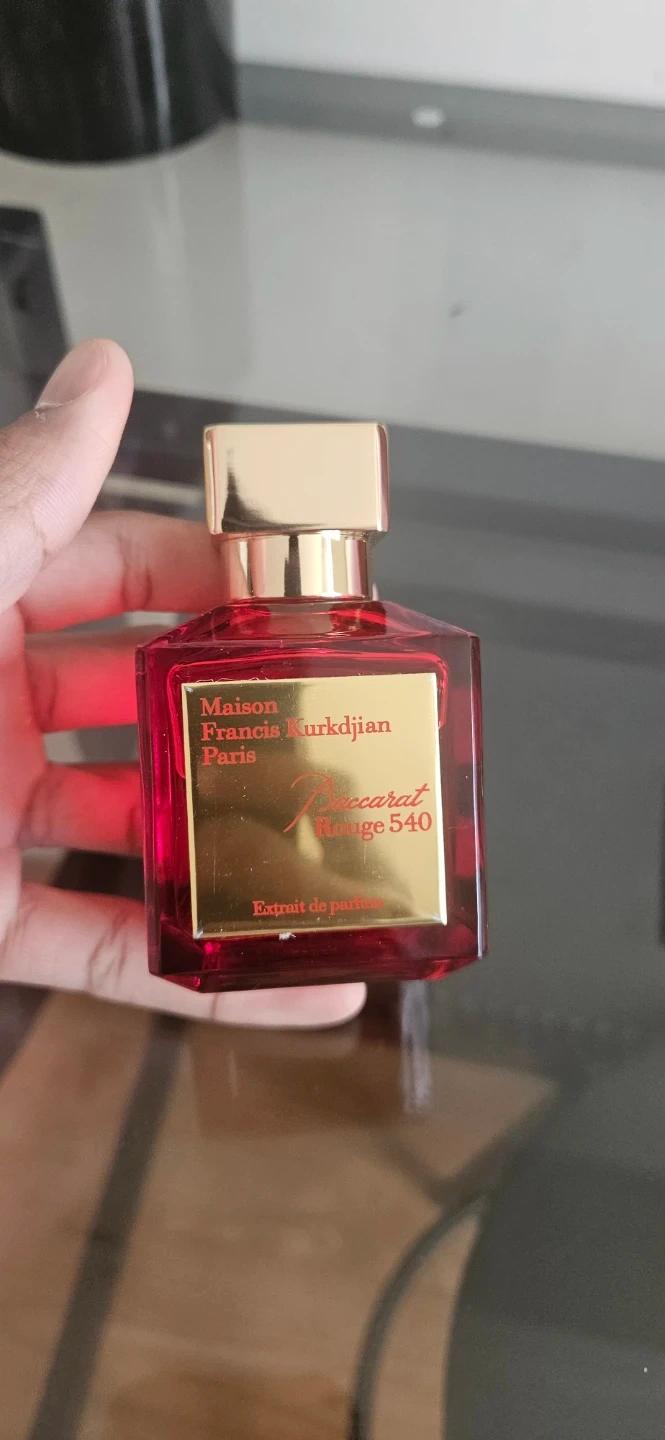 Maison
Francis Kurkdjian
Paris
Baccarat
Rouge 540
Extrait de parfum